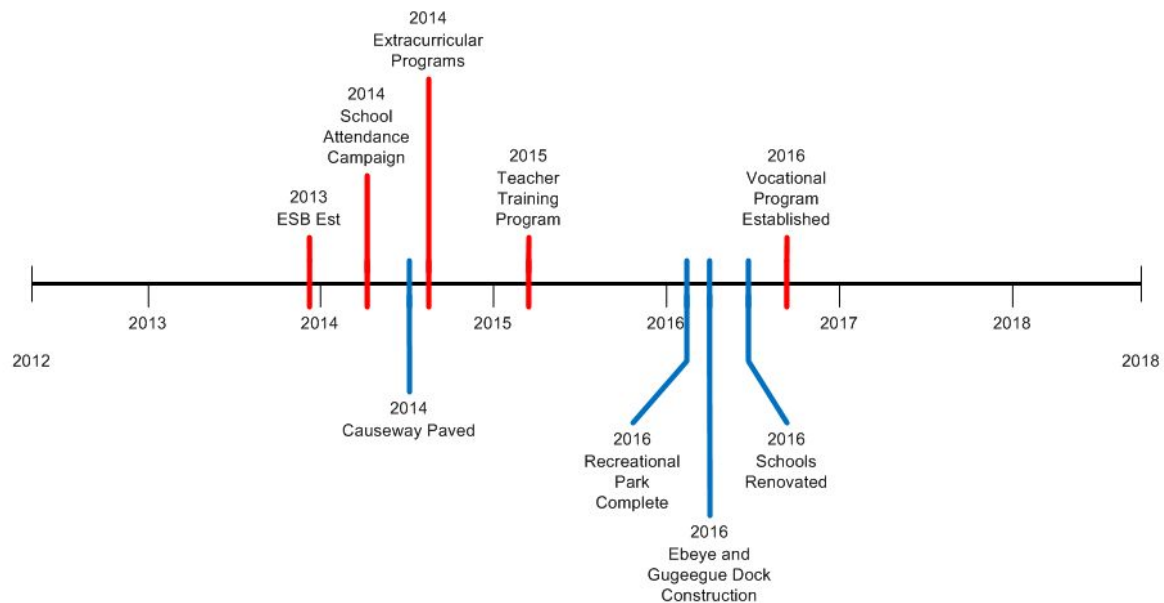 2014
Extracurricular
Programs
2014
School
Attendance
Campaign
2013
ESB Est
2015
Teacher
Training
Program
2016
Vocational
Program
Established
2013
2014
2015
2016
2017
2018
2012
2018
2014
Causeway Paved
2016
Recreational
Park
Complete
2016
Schools
Renovated
2016
Ebeye and
Gugeegue Dock
Construction